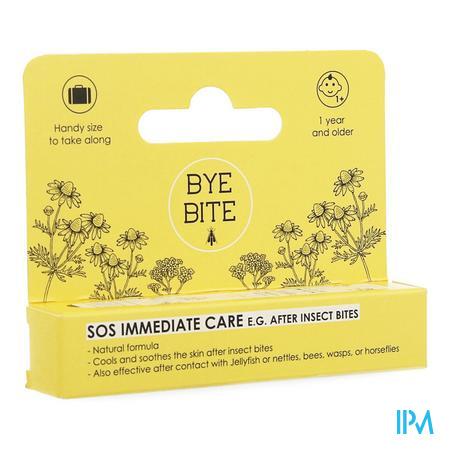 Handy size
to take along
1+
1 year
and older
BYE
BITE
SOS IMMEDIATE CARE E.G. AFTER INSECT BITES
- Natural formula
- Cools and soothes the skin after insect bites
- Also effective after contact with Jellyfish or nettles, bees, wasps, or horseflies
IPM